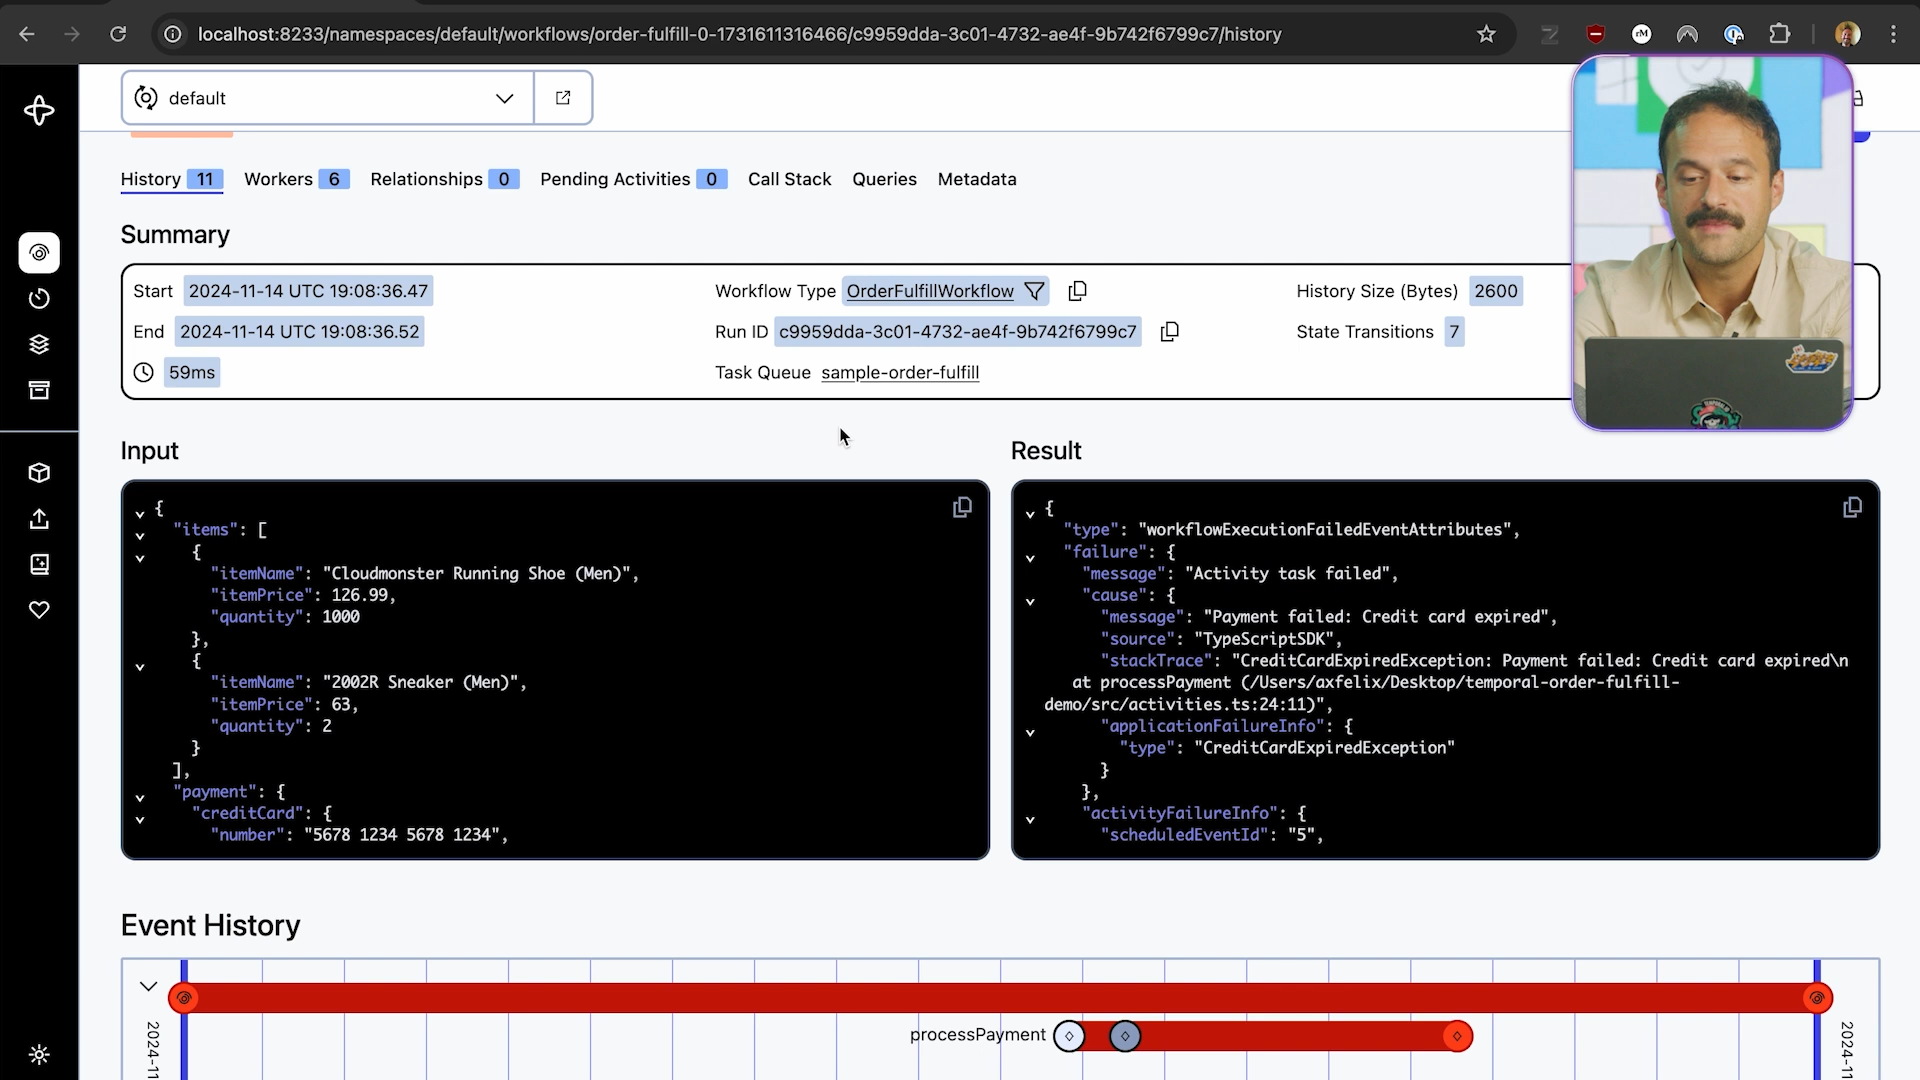 localhost:8233/namespaces/default/workflows/order-fulfill-0-1731611316466/c9959dda-3c01-4732-ae4f-9b742f6799c7/history
default
History 11 Workers 6 Relationships 0 Pending Activities 0 Call Stack Queries Metadata
Summary
Start 2024-11-14 UTC 19:08:36.47 Workflow Type OrderFulfillWorkflow History Size (Bytes) 2600
End 2024-11-14 UTC 19:08:36.52 Run ID c9959dda-3c01-4732-ae4f-9b742f6799c7 State Transitions 7
59ms Task Queue sample-order-fulfill
Input
{
"items": [
{
"itemName": "Cloudmonster Running Shoe (Men)",
"itemPrice": 126.99,
"quantity": 1000
},
{
"itemName": "2002R Sneaker (Men)",
"itemPrice": 63,
"quantity": 2
}
],
"payment": {
"creditCard": {
"number": "5678 1234 5678 1234",
Result
{
"type": "workflowExecutionFailedEventAttributes",
"failure": {
"message": "Activity task failed",
"cause": {
"message": "Payment failed: Credit card expired",
"source": "TypeScriptSDK",
"stackTrace": "CreditCardExpiredException: Payment failed: Credit card expired\n
at processPayment (/Users/axfelix/Desktop/temporal-order-fulfill-
demo/src/activities.ts:24:11)",
"applicationFailureInfo": {
"type": "CreditCardExpiredException"
}
},
"activityFailureInfo": {
"scheduledEventId": "5",
Event History
processPayment
2024-11
2024-11